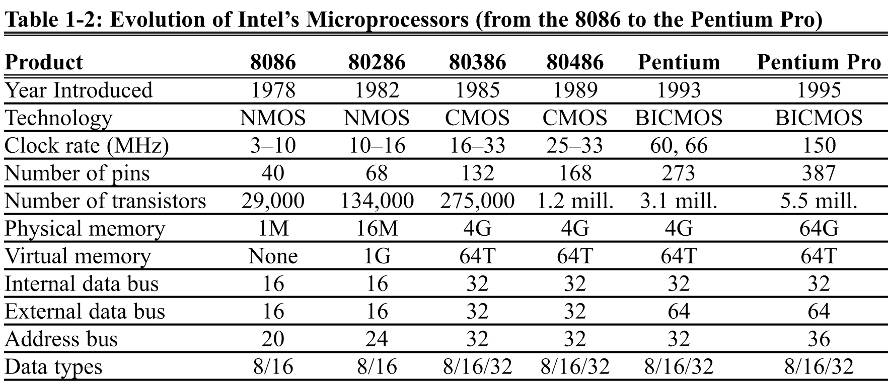 Table 1-2: Evolution of Intel’s Microprocessors (from the 8086 to the Pentium Pro)
Product 8086 80286 80386 80486 Pentium Pentium Pro
Year Introduced 1978 1982 1985 1989 1993 1995
Technology NMOS NMOS CMOS CMOS BICMOS BICMOS
Clock rate (MHz) 3–10 10–16 16–33 25–33 60, 66 150
Number of pins 40 68 132 168 273 387
Number of transistors 29,000 134,000 275,000 1.2 mill. 3.1 mill. 5.5 mill.
Physical memory 1M 16M 4G 4G 4G 64G
Virtual memory None 1G 64T 64T 64T 64T
Internal data bus 16 16 32 32 32 32
External data bus 16 16 32 32 64 64
Address bus 20 24 32 32 32 36
Data types 8/16 8/16 8/16/32 8/16/32 8/16/32 8/16/32